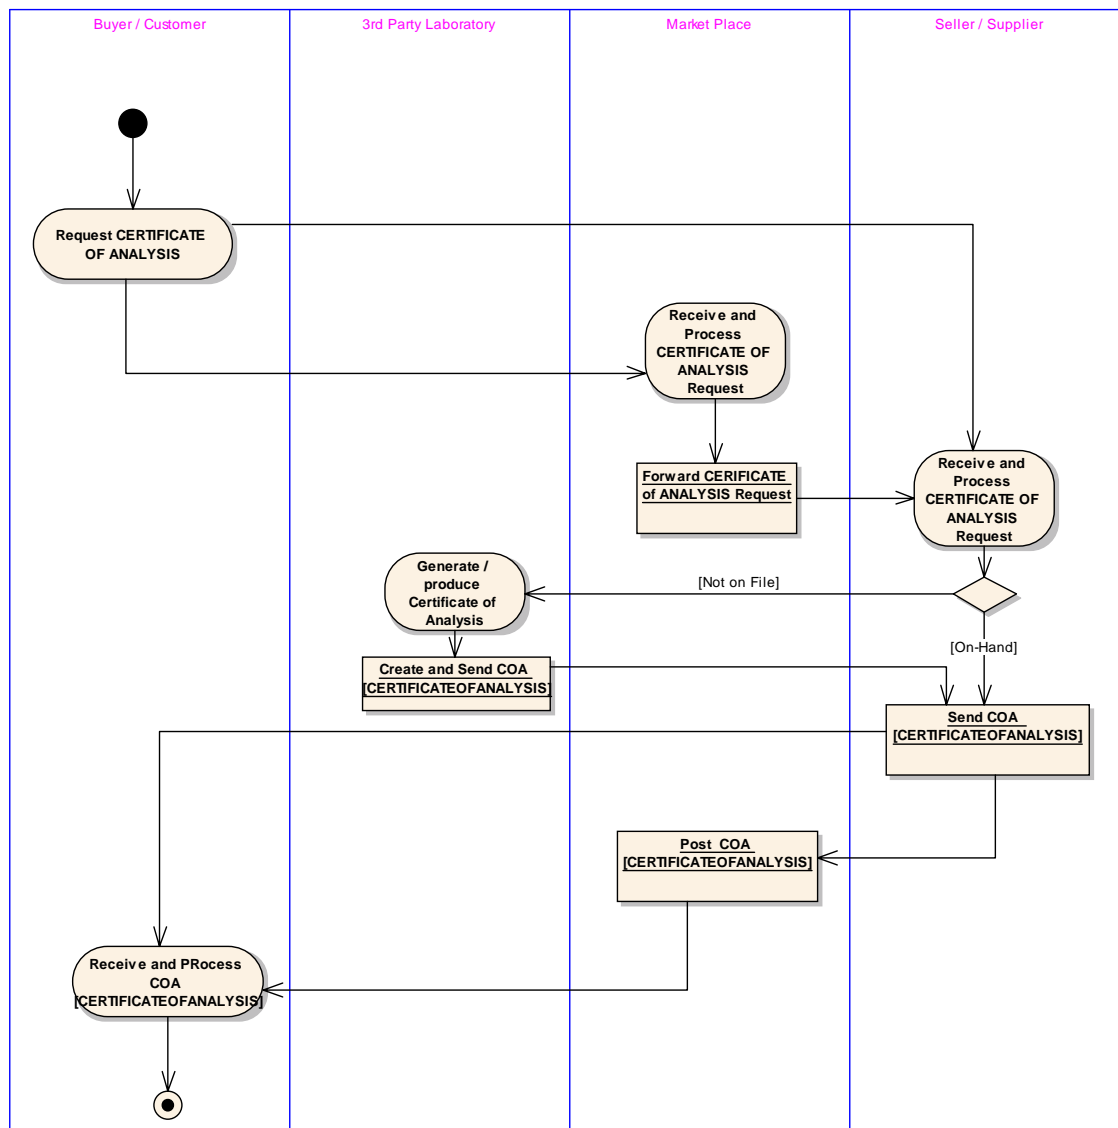 Buyer / Customer
3rd Party Laboratory
Market Place
Seller / Supplier
Request CERTIFICATE
OF ANALYSIS
Receive and
Process
CERTIFICATE OF
ANALYSIS
Request
Forward CERIFICATE
of ANALYSIS Request
Receive and
Process
CERTIFICATE OF
ANALYSIS
Request
Generate /
produce
Certificate of
Analysis
[Not on File]
[On-Hand]
Create and Send COA
[CERTIFICATEOFANALYSIS]
Send COA
[CERTIFICATEOFANALYSIS]
Post COA
[CERTIFICATEOFANALYSIS]
Receive and PRocess
COA
[CERTIFICATEOFANALYSIS]